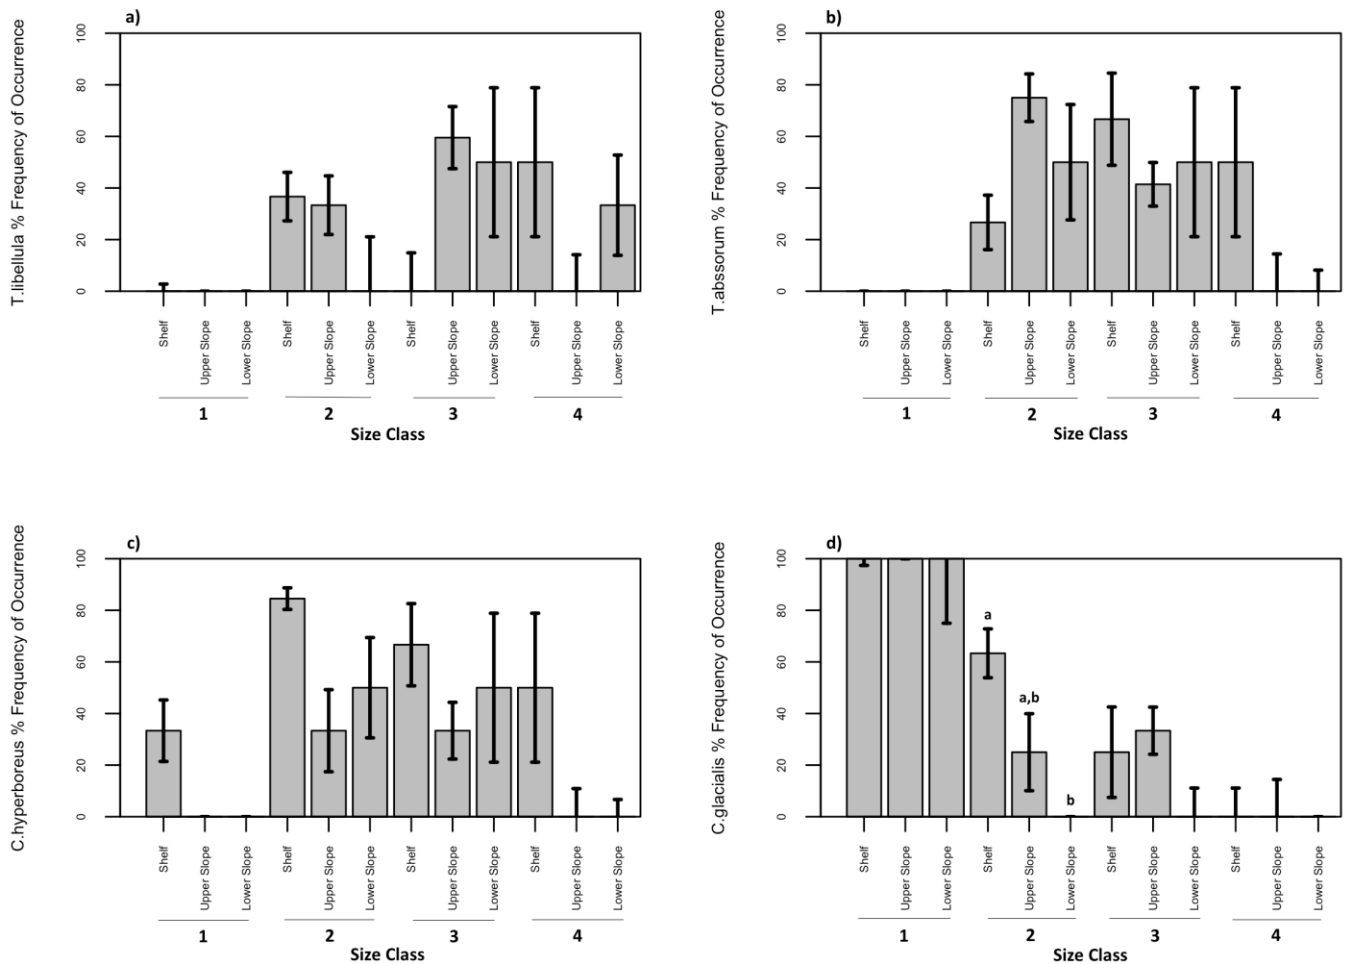 a)
T.libellula % Frequency of Occurrence
100
80
60
40
20
0
Shelf
Upper Slope
Lower Slope
Shelf
Upper Slope
Lower Slope
Shelf
Upper Slope
Lower Slope
Shelf
Upper Slope
Lower Slope
1 2 3 4
Size Class
b)
T.abssorum % Frequency of Occurrence
100
80
60
40
20
0
Shelf
Upper Slope
Lower Slope
Shelf
Upper Slope
Lower Slope
Shelf
Upper Slope
Lower Slope
Shelf
Upper Slope
Lower Slope
1 2 3 4
Size Class
c)
C.hyperboreus % Frequency of Occurrence
100
80
60
40
20
0
Shelf
Upper Slope
Lower Slope
Shelf
Upper Slope
Lower Slope
Shelf
Upper Slope
Lower Slope
Shelf
Upper Slope
Lower Slope
1 2 3 4
Size Class
d)
C.glacialis % Frequency of Occurrence
100
80
60
40
20
0
a
a,b
b
Shelf
Upper Slope
Lower Slope
Shelf
Upper Slope
Lower Slope
Shelf
Upper Slope
Lower Slope
Shelf
Upper Slope
Lower Slope
1 2 3 4
Size Class